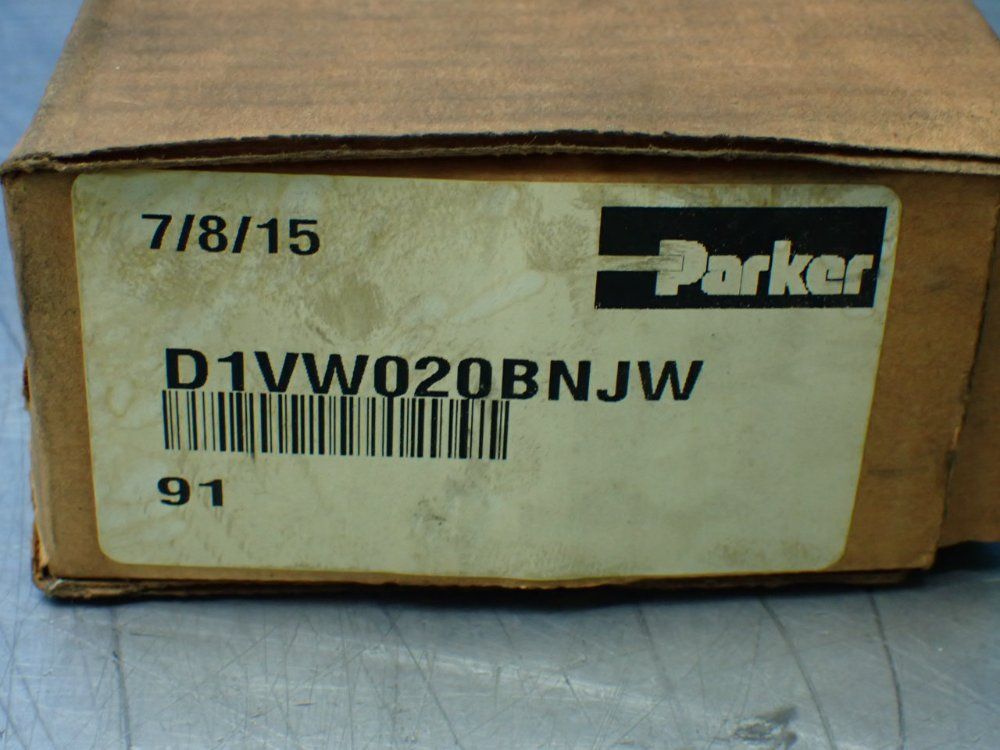 7/8/15
Parker
D1VW020BNJW
91